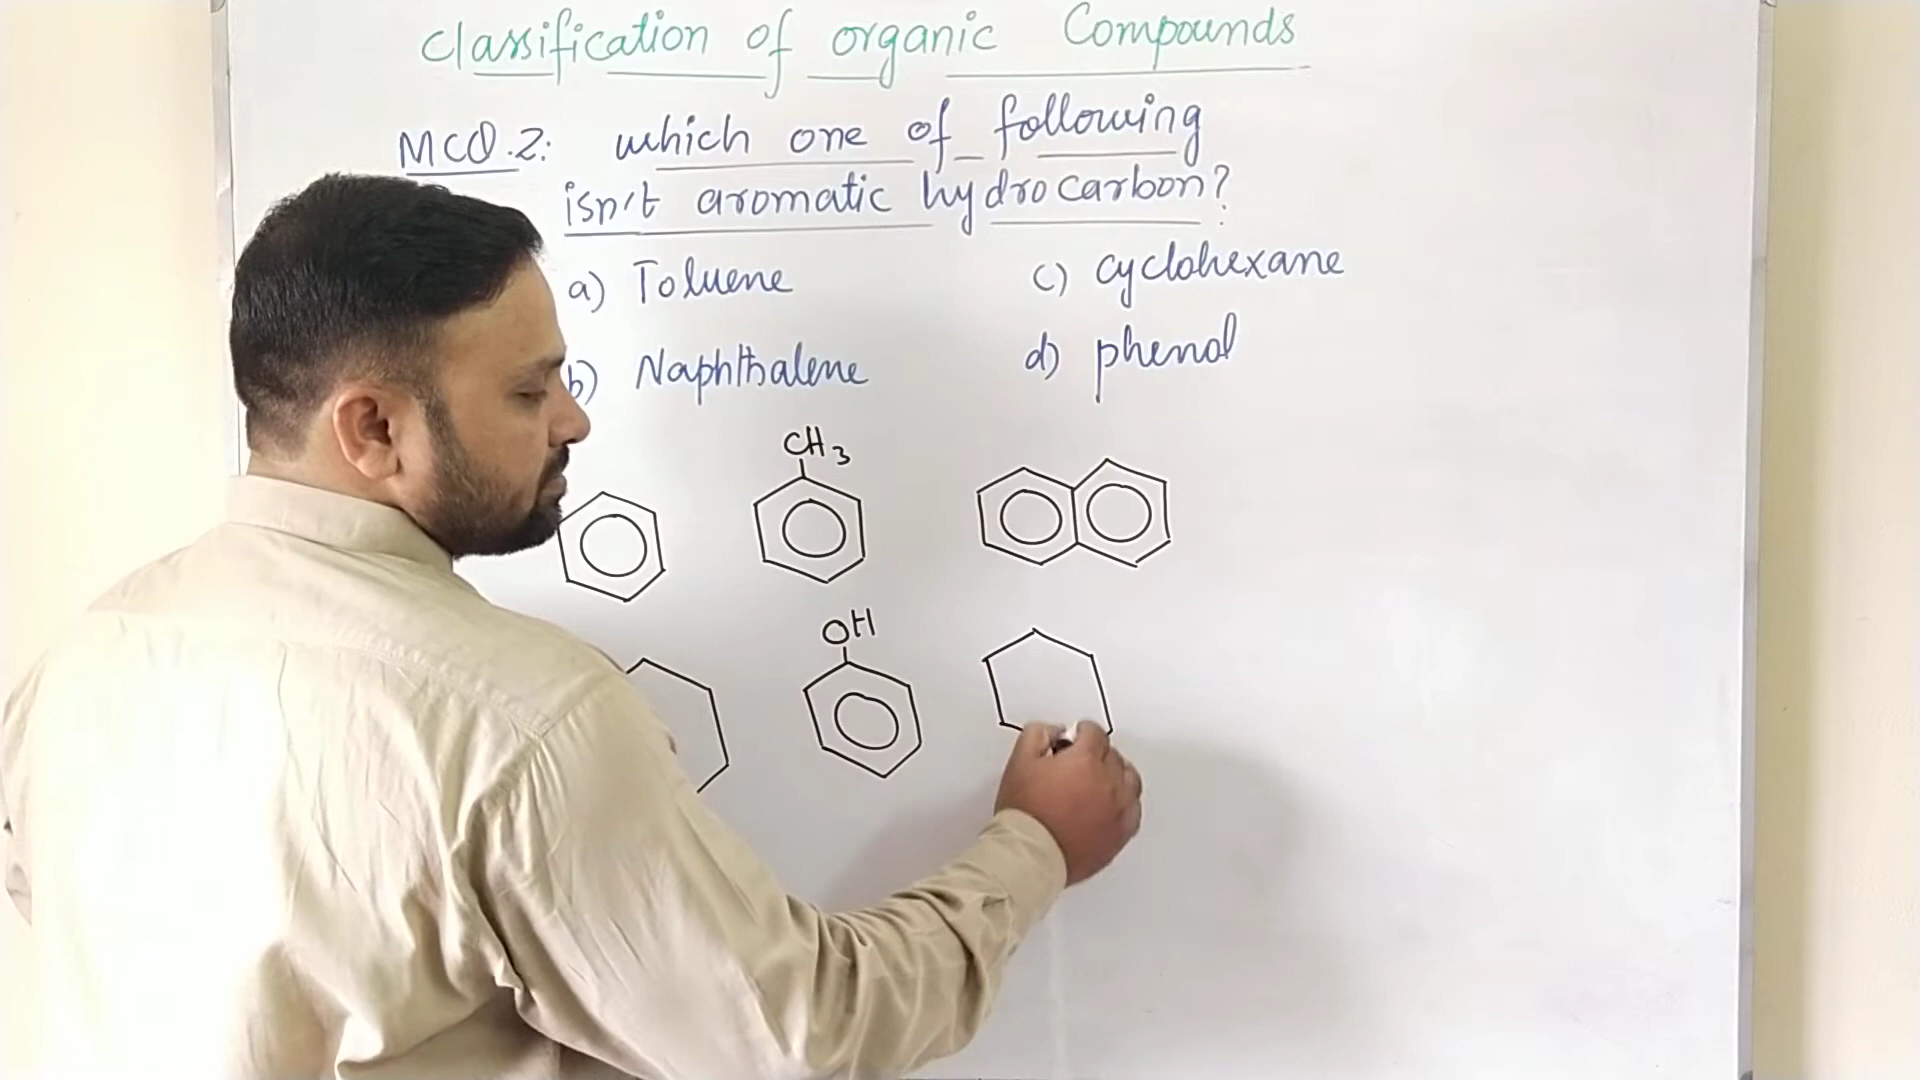 Classification of organic Compounds
MCQ.2: which one of following
isn't aromatic hydrocarbon?
a) Toluene
c) cyclohexane
b) Naphthalene
d) phenol
CH3
OH